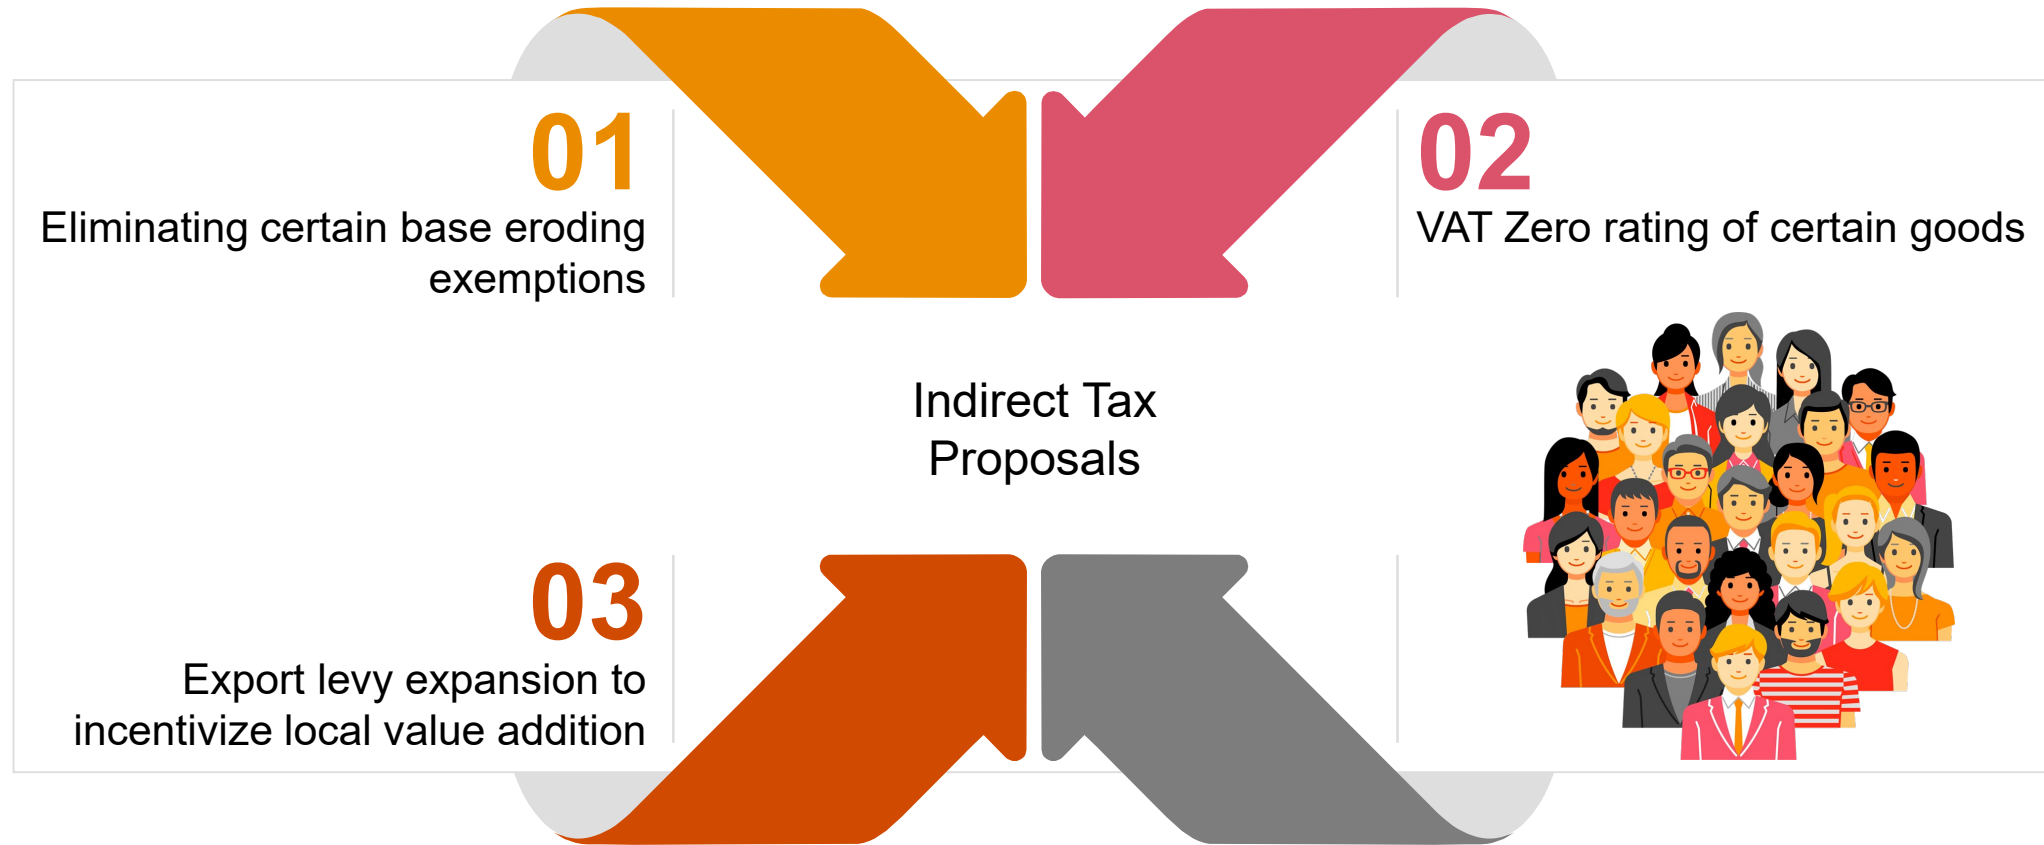 01
Eliminating certain base eroding
exemptions
02
VAT Zero rating of certain goods
Indirect Tax
Proposals
03
Export levy expansion to
incentivize local value addition